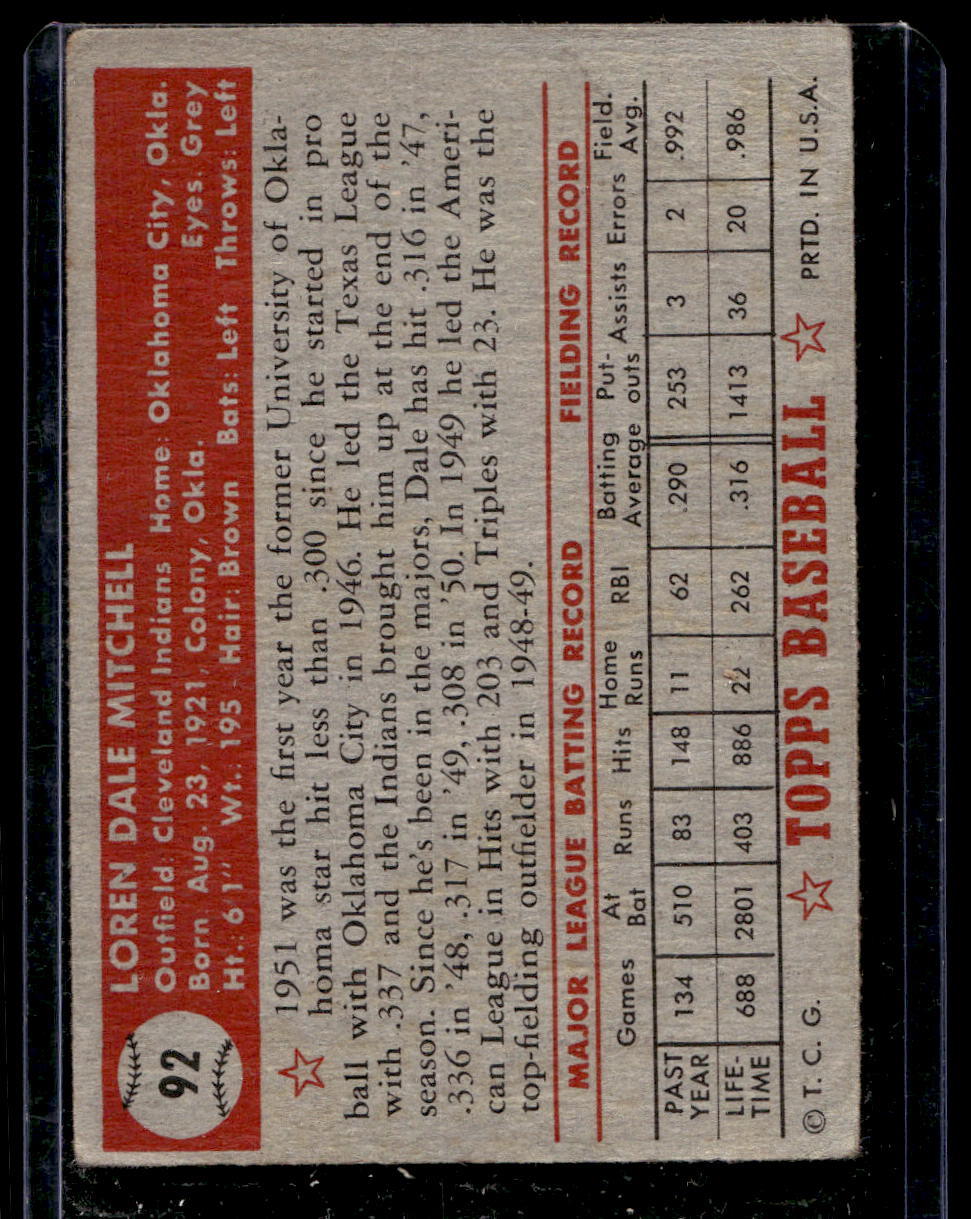 92
LOREN DALE MITCHELL
Outfield: Cleveland Indians Home: Oklahoma City, Okla.
Born Aug. 23, 1921, Colony, Okla. Eyes. Grey
Ht.: 6'1" Wt.: 195 - Hair: Brown Bats: Left Throws: Left
1951 was the first year the former University of Okla-
homa star hit less than .300 since he started in pro
ball with Oklahoma City in 1946. He led the Texas League
with .337 and the Indians brought him up at the end of the
season. Since he's been in the majors, Dale has hit .316 in '47,
.336 in '48, .317 in '49, .308 in '50. In 1949 he led the Ameri-
can League in Hits with 203 and Triples with 23. He was the
top-fielding outfielder in 1948-49.
MAJOR LEAGUE BATTING RECORD FIELDING RECORD
Games At Bat Runs Hits Home Runs RBI Batting Average Put-outs Assists Errors Field. Avg.
PAST YEAR 134 510 83 148 11 62 .290 253 3 2 .992
LIFE-TIME 688 2801 403 886 22 262 .316 1413 36 20 .986
© T. C. G. TOPPS BASEBALL PRTD. IN U.S.A.